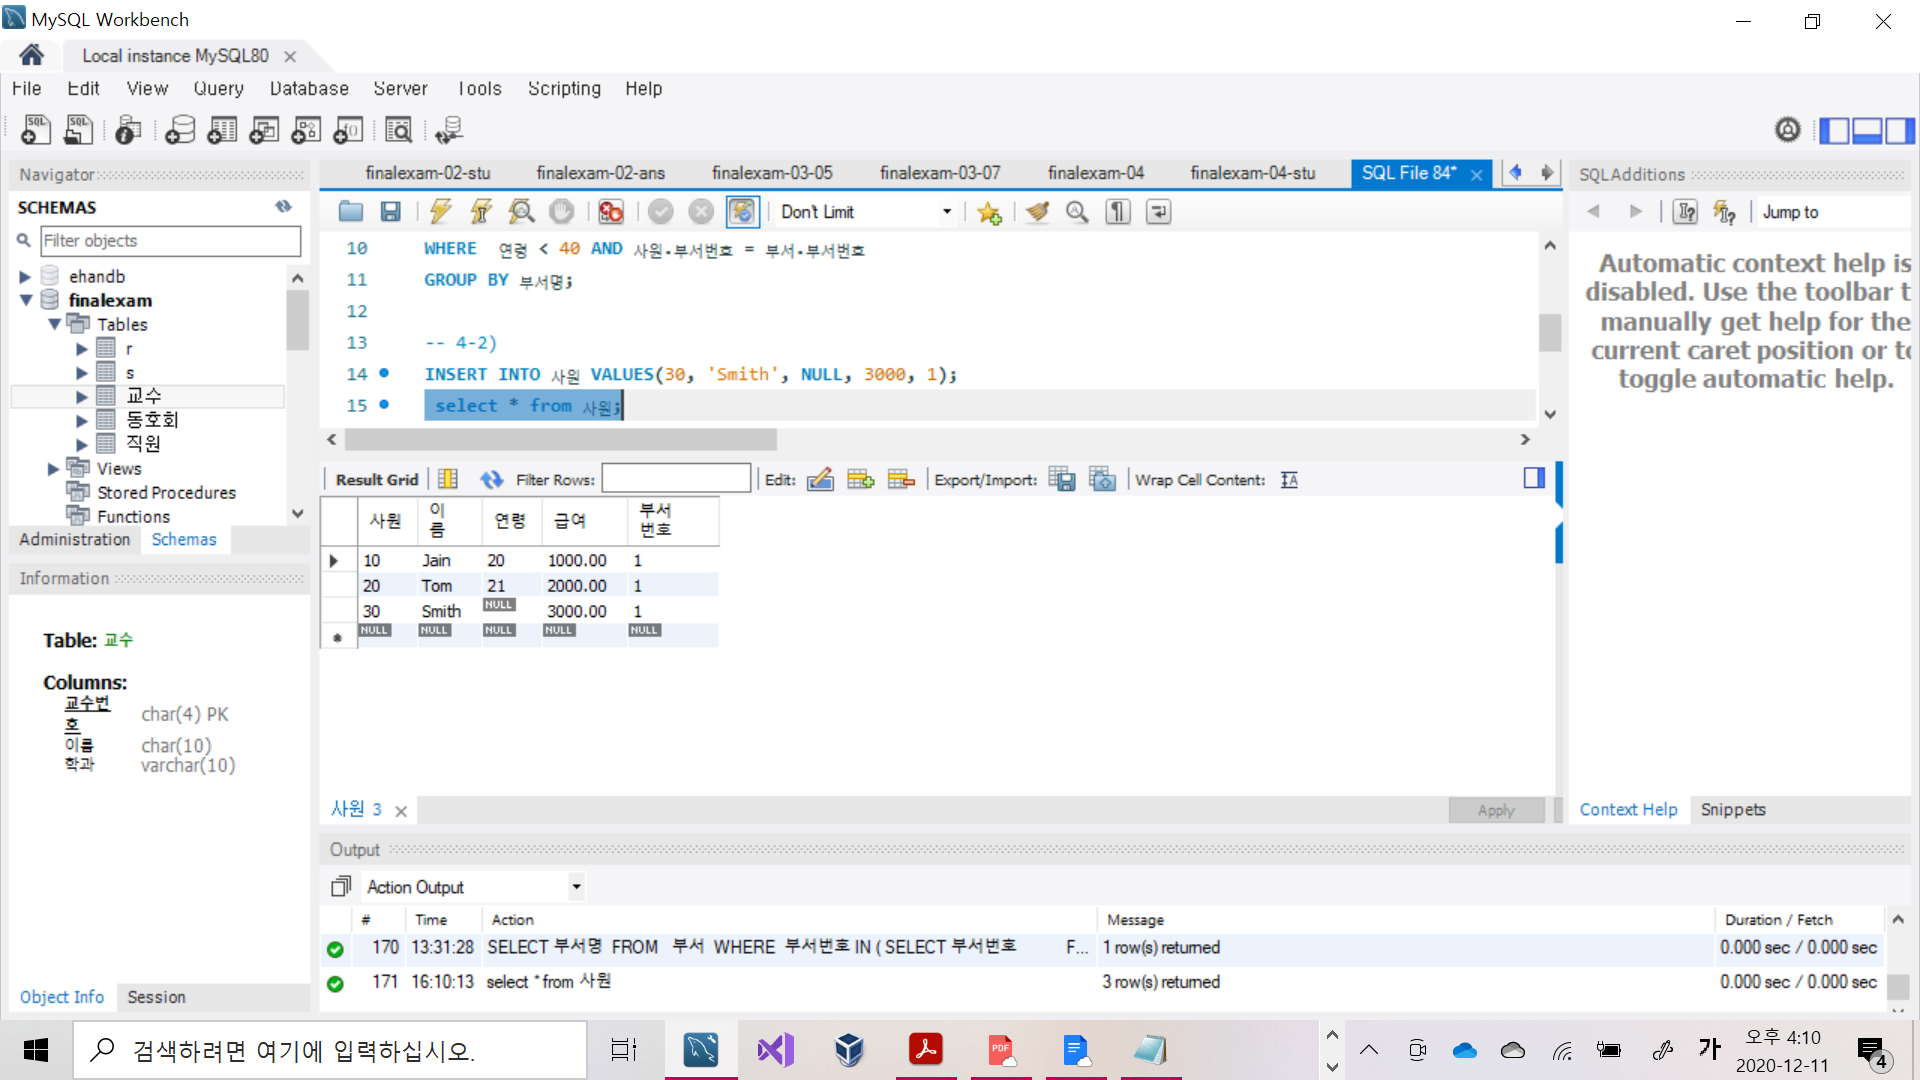 MySQL Workbench
Local instance MySQL80
File Edit View Query Database Server Tools Scripting Help
Navigator
SCHEMAS
Filter objects
ehandb
finalexam
Tables
r
s
교수
동호회
직원
Views
Stored Procedures
Functions
Administration Schemas
Information
Table: 교수
Columns:
교수번호 char(4) PK
이름 char(10)
학과 varchar(10)
Object Info Session
finalexam-02-stu finalexam-02-ans finalexam-03-05 finalexam-03-07 finalexam-04 finalexam-04-stu SQL File 84*
Don't Limit
10 WHERE 연령 < 40 AND 사원.부서번호 = 부서.부서번호
11 GROUP BY 부서명;
12
13 -- 4-2)
14 INSERT INTO 사원 VALUES(30, 'Smith', NULL, 3000, 1);
15 select * from 사원;
Result Grid Filter Rows: Edit: Export/Import: Wrap Cell Content:
사원 이름 연령 급여 부서번호
10 Jain 20 1000.00 1
20 Tom 21 2000.00 1
30 Smith NULL 3000.00 1
NULL NULL NULL NULL NULL
사원 3
Apply
SQLAdditions
Jump to
Automatic context help is
disabled. Use the toolbar t
manually get help for the
current caret position or to
toggle automatic help.
Context Help Snippets
Output
Action Output
# Time Action Message Duration / Fetch
170 13:31:28 SELECT 부서명 FROM 부서 WHERE 부서번호 IN ( SELECT 부서번호 F... 1 row(s) returned 0.000 sec / 0.000 sec
171 16:10:13 select * from 사원 3 row(s) returned 0.000 sec / 0.000 sec
검색하려면 여기에 입력하십시오.
PDF
가
오후 4:10
2020-12-11
4